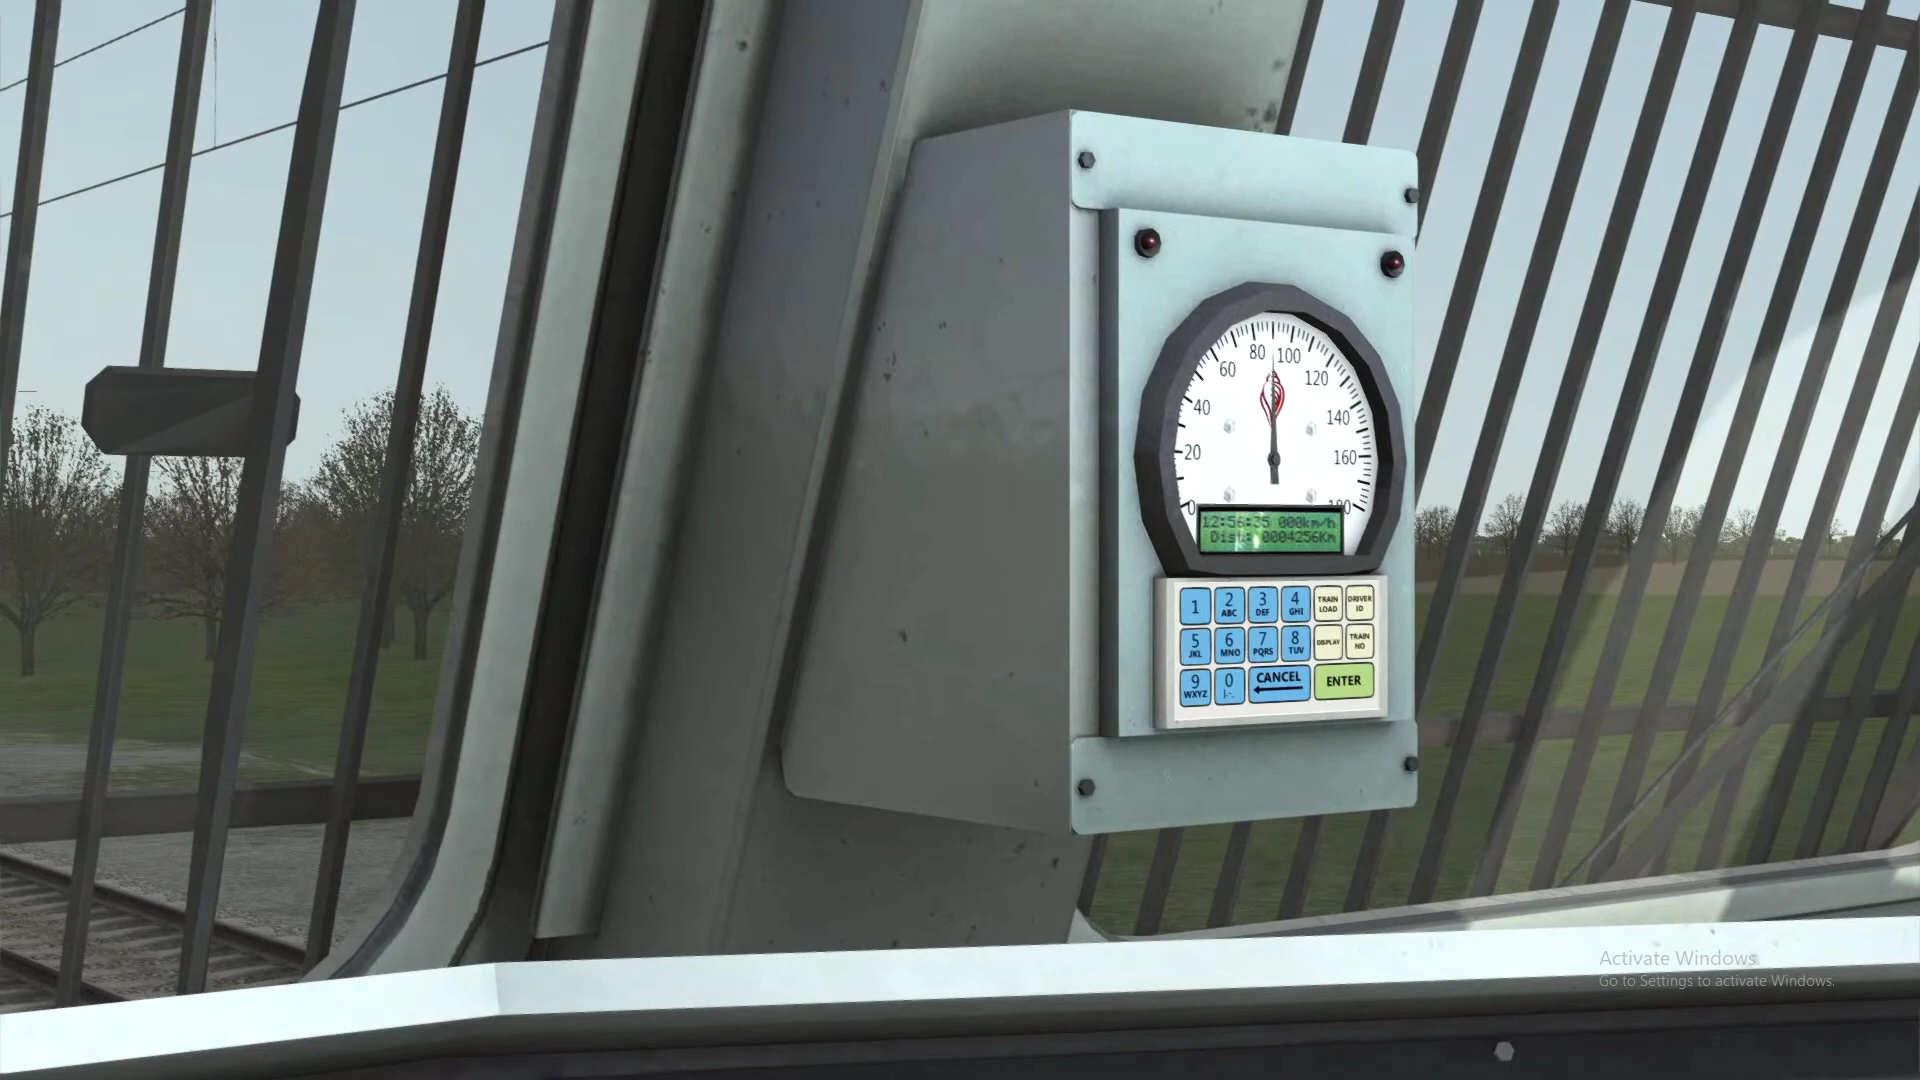 80 100
60 120
40 140
20 160
0 180
12:56:35 000km/h
Dist: 0004256Km
1 2 ABC 3 DEF 4 GHI TRAIN LOAD DRIVER ID
5 JKL 6 MNO 7 PQRS 8 TUV DISPLAY TRAIN NO
9 WXYZ 0 CANCEL ENTER
Activate Windows
Go to Settings to activate Windows.